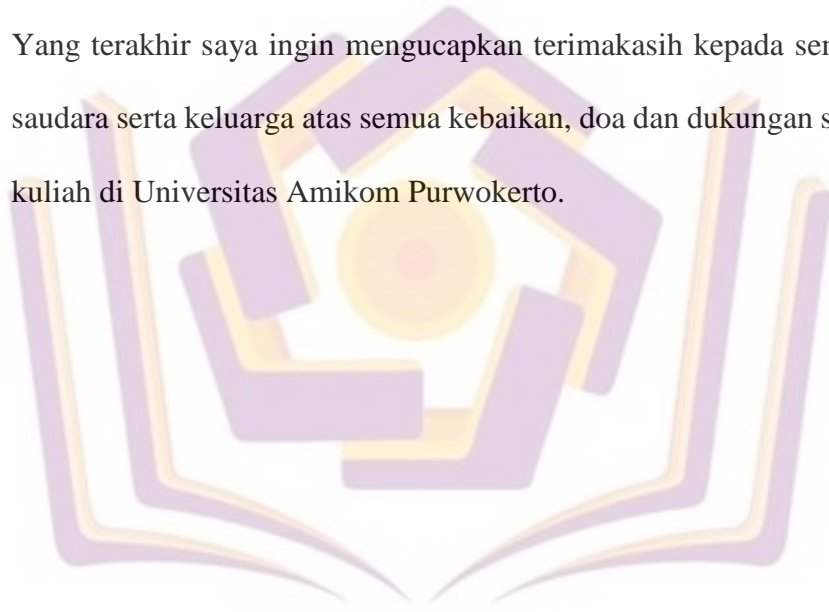 Yang terakhir saya ingin mengucapkan terimakasih kepada
saudara serta keluarga atas semua kebaikan, doa dan dukungan
kuliah di Universitas Amikom Purwokerto.